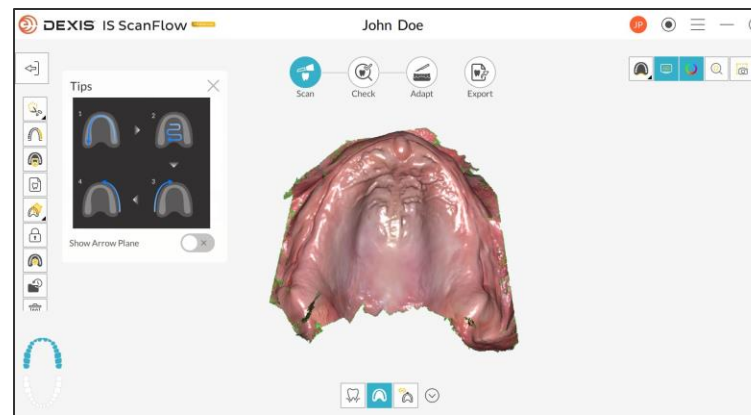 DEXIS IS ScanFlow
John Doe
JP
Scan
Check
Adapt
Export
Tips
1
2
4
3
Show Arrow Plane